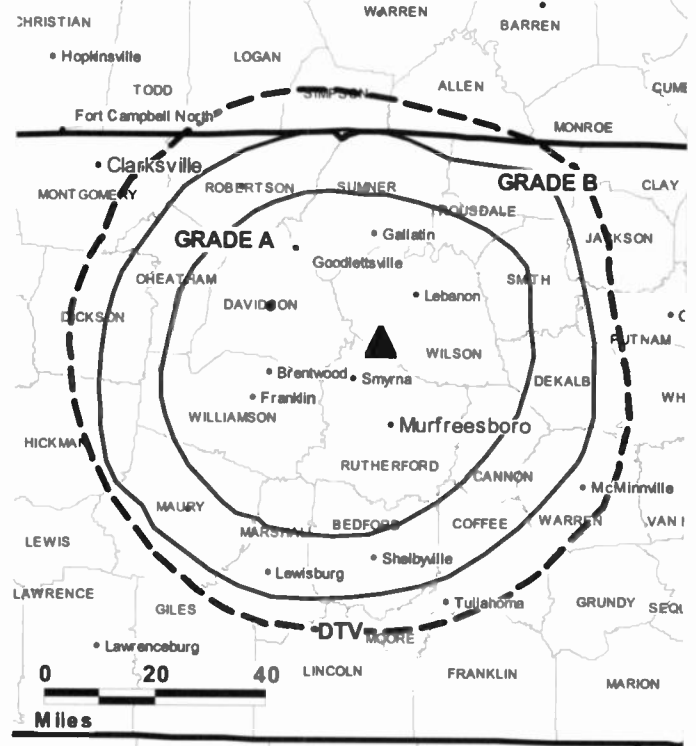 CHRISTIAN
WARREN
BARREN
Hopkinsville
LOGAN
TODD
SIMPSON
ALLEN
Fort Campbell North
MONROE
Clarksville
MONTGOMERY
ROBERTSON
SUMNER
GRADE B
CLAY
TROUSDALE
GRADE A
Gallatin
JACKSON
Goodlettsville
CHEATHAM
SMITH
Lebanon
DAVIDSON
DICKSON
PUTNAM
WILSON
Brentwood
Smyrna
DEKALB
Franklin
WH
WILLIAMSON
Murfreesboro
HICKMAN
RUTHERFORD
CANNON
McMinnville
MAURY
MARSHALL
BEDFORD
COFFEE
WARREN
VAN
LEWIS
Shelbyville
Lewisburg
LAWRENCE
GILES
Tullahoma
GRUNDY
SEQU
DTV
MOORE
Lawrenceburg
LINCOLN
FRANKLIN
MARION
0 20 40
Miles